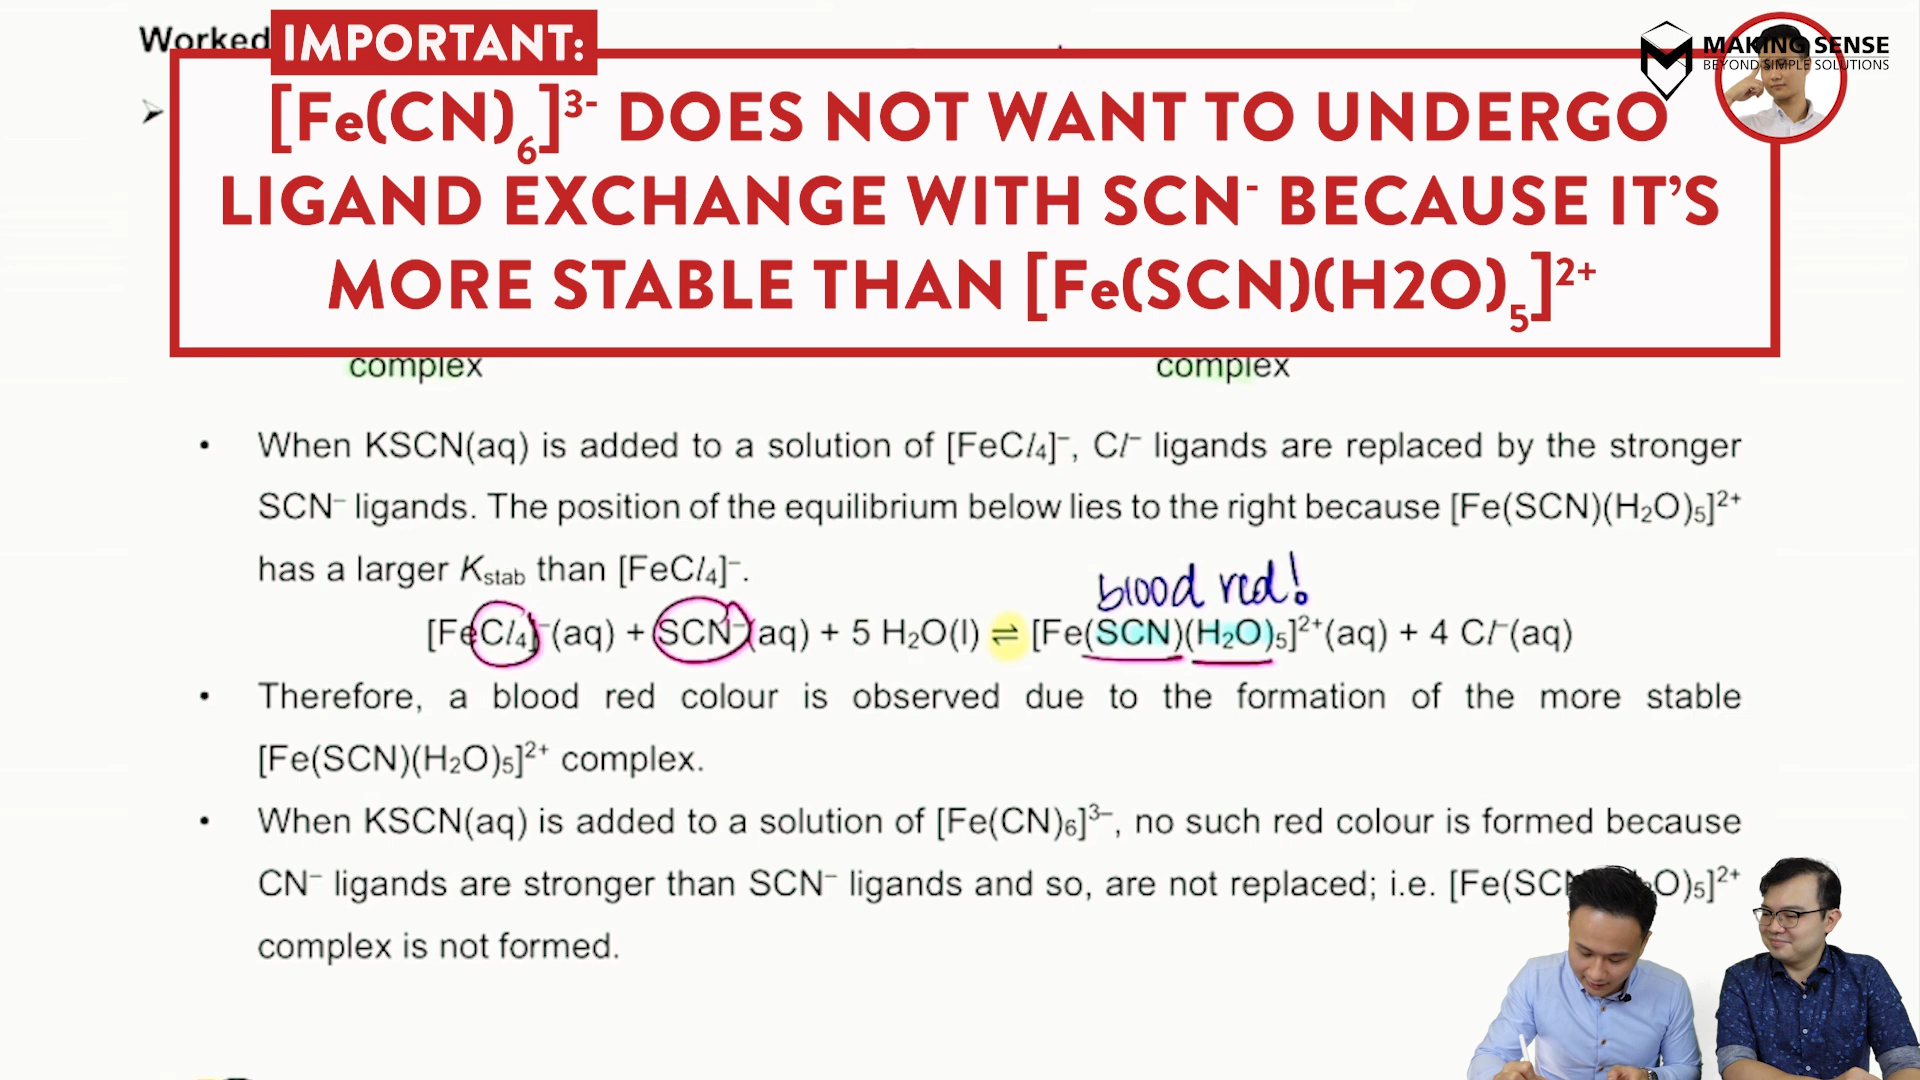 Worked
IMPORTANT:
MAKING SENSE
BEYOND SIMPLE SOLUTIONS
[Fe(CN)₆]³⁻ DOES NOT WANT TO UNDERGO
LIGAND EXCHANGE WITH SCN⁻ BECAUSE IT'S
MORE STABLE THAN [Fe(SCN)(H2O)₅]²⁺
complex complex
• When KSCN(aq) is added to a solution of [FeCl₄]⁻, Cl⁻ ligands are replaced by the stronger
SCN⁻ ligands. The position of the equilibrium below lies to the right because [Fe(SCN)(H₂O)₅]²⁺
has a larger Kstab than [FeCl₄]⁻.
blood red!
[FeCl₄]⁻(aq) + SCN⁻(aq) + 5 H₂O(l) ⇌ [Fe(SCN)(H₂O)₅]²⁺(aq) + 4 Cl⁻(aq)
• Therefore, a blood red colour is observed due to the formation of the more stable
[Fe(SCN)(H₂O)₅]²⁺ complex.
• When KSCN(aq) is added to a solution of [Fe(CN)₆]³⁻, no such red colour is formed because
CN⁻ ligands are stronger than SCN⁻ ligands and so, are not replaced; i.e. [Fe(SC O)₅]²⁺
complex is not formed.